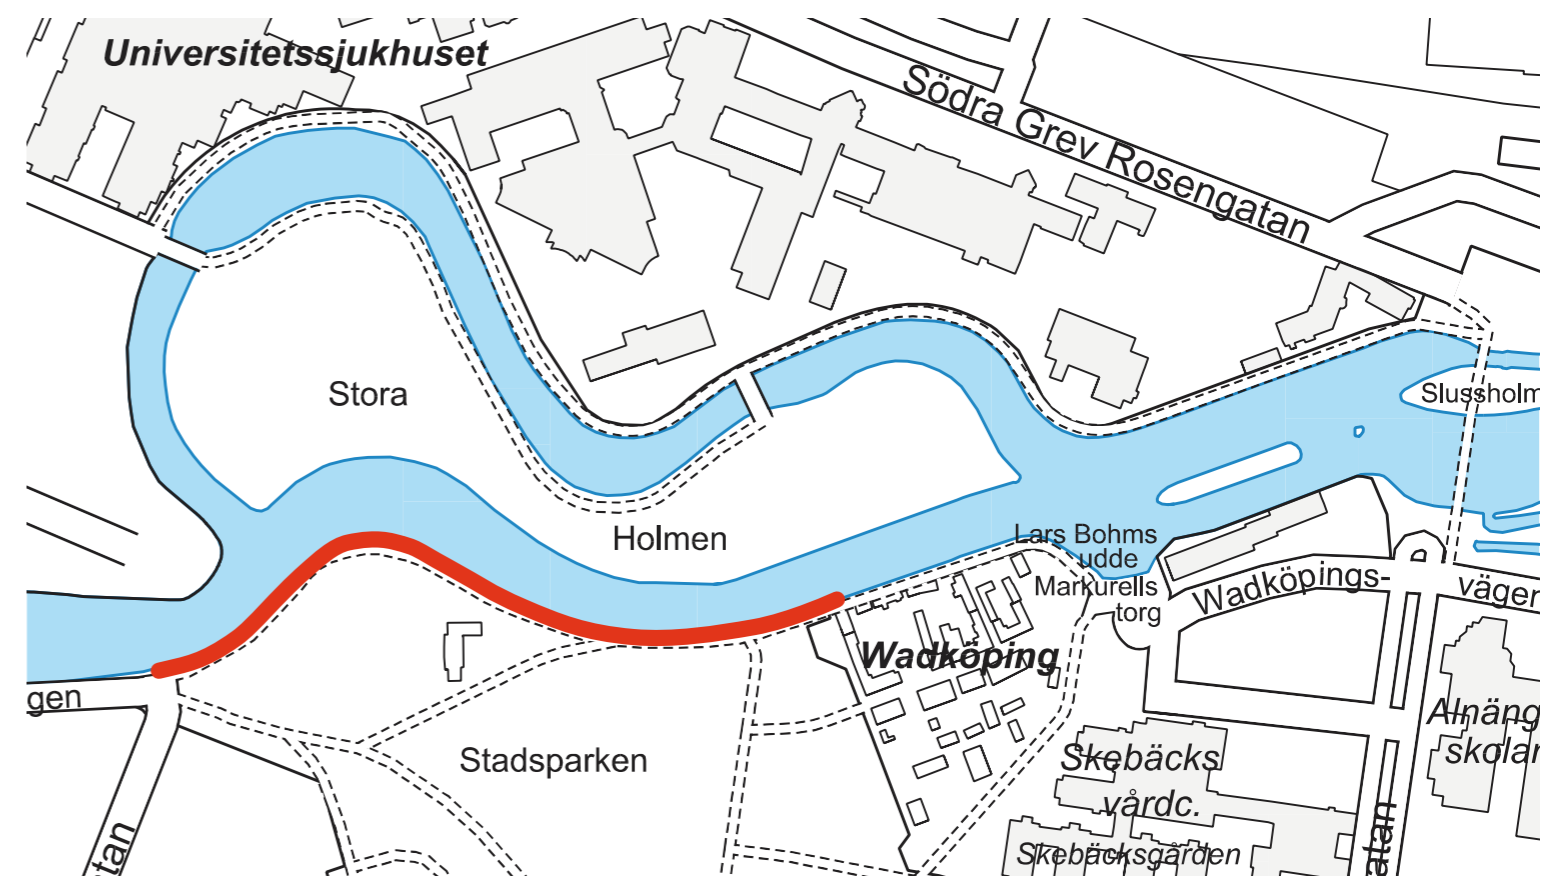 Universitetssjukhuset
Södra Grev Rosengatan
Stora
Slussholm
Holmen
Lars Bohms
udde
Markurells
torg
Wadköpings-
vägen
Wadköping
gen
Alnäng
skolan
Stadsparken
Skebäcks
vårdc.
Skebäcksgården
tan
atan